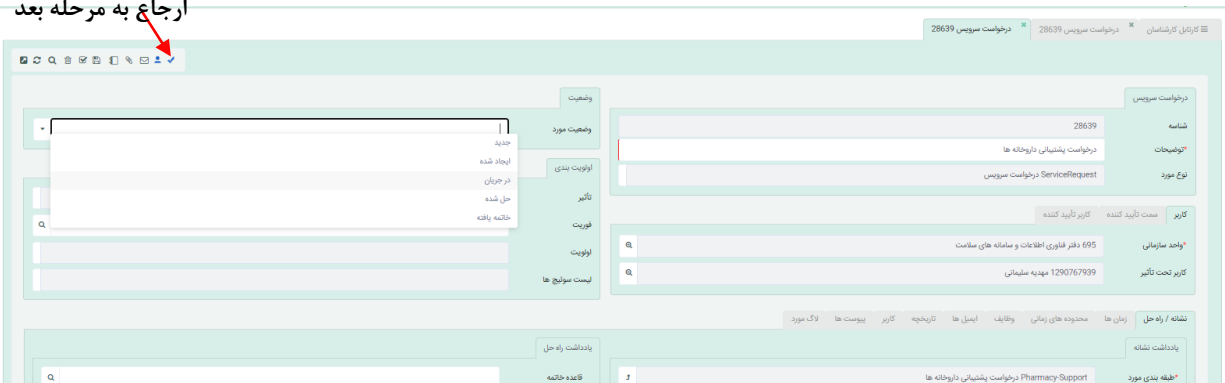 ارجاع به مرحله بعد
کارتابل کارشناسان درخواست سرویس 28639 درخواست سرویس 28639
درخواست سرویس
شناسه 28639
*توضیحات درخواست پشتیبانی داروخانه ها
نوع مورد ServiceRequest درخواست سرویس
وضعیت
وضعیت مورد
جدید
ایجاد شده
در جریان
حل شده
خاتمه یافته
اولویت بندی
تأثیر
فوریت
اولویت
لیست سوئیچ ها
کاربر سمت تأیید کننده کاربر تأیید کننده
*واحد سازمانی 695 دفتر فناوری اطلاعات و سامانه های سلامت
کاربر تحت تأثیر 1290767939 مهدیه سلیمانی
نشانه / راه حل زمان ها محدوده های زمانی وظایف ایمیل ها تاریخچه کاربر پیوست ها لاگ مورد
یادداشت نشانه
*طبقه بندی مورد Pharmacy-Support درخواست پشتیبانی داروخانه ها
یادداشت راه حل
قاعده خاتمه